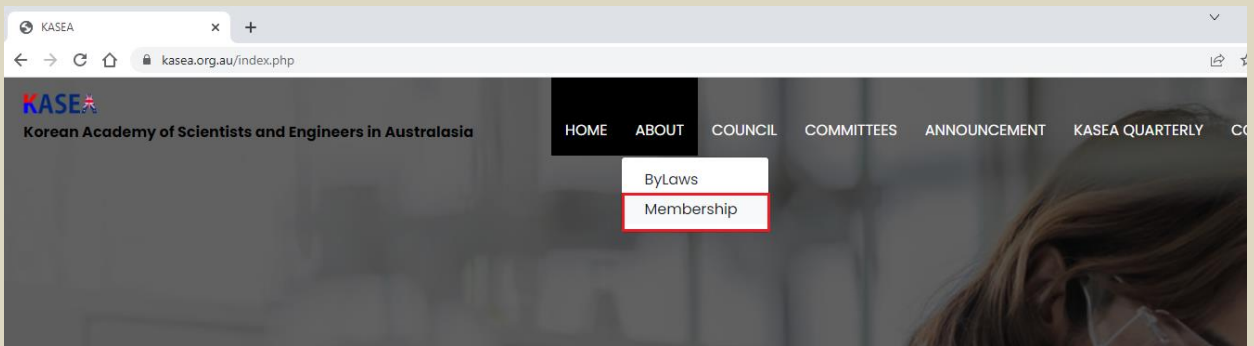 KASEA
kasea.org.au/index.php
KASEA
Korean Academy of Scientists and Engineers in Australasia
HOME ABOUT COUNCIL COMMITTEES ANNOUNCEMENT KASEA QUARTERLY
ByLaws
Membership